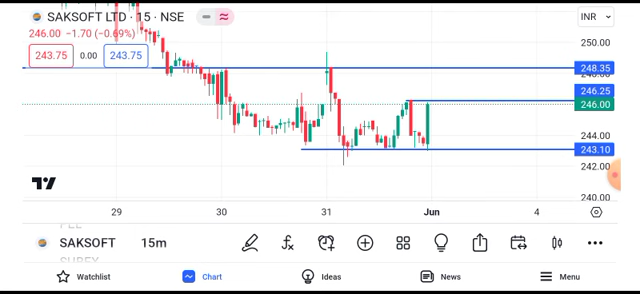 SAKSOFT LTD · 15 · NSE
INR
246.00 −1.70 (−0.69%)
243.75 0.00 243.75
250.00
248.35
246.25
246.00
244.00
243.10
242.00
240.00
29 30 31 Jun 4
SAKSOFT 15m
Watchlist Chart Ideas News Menu